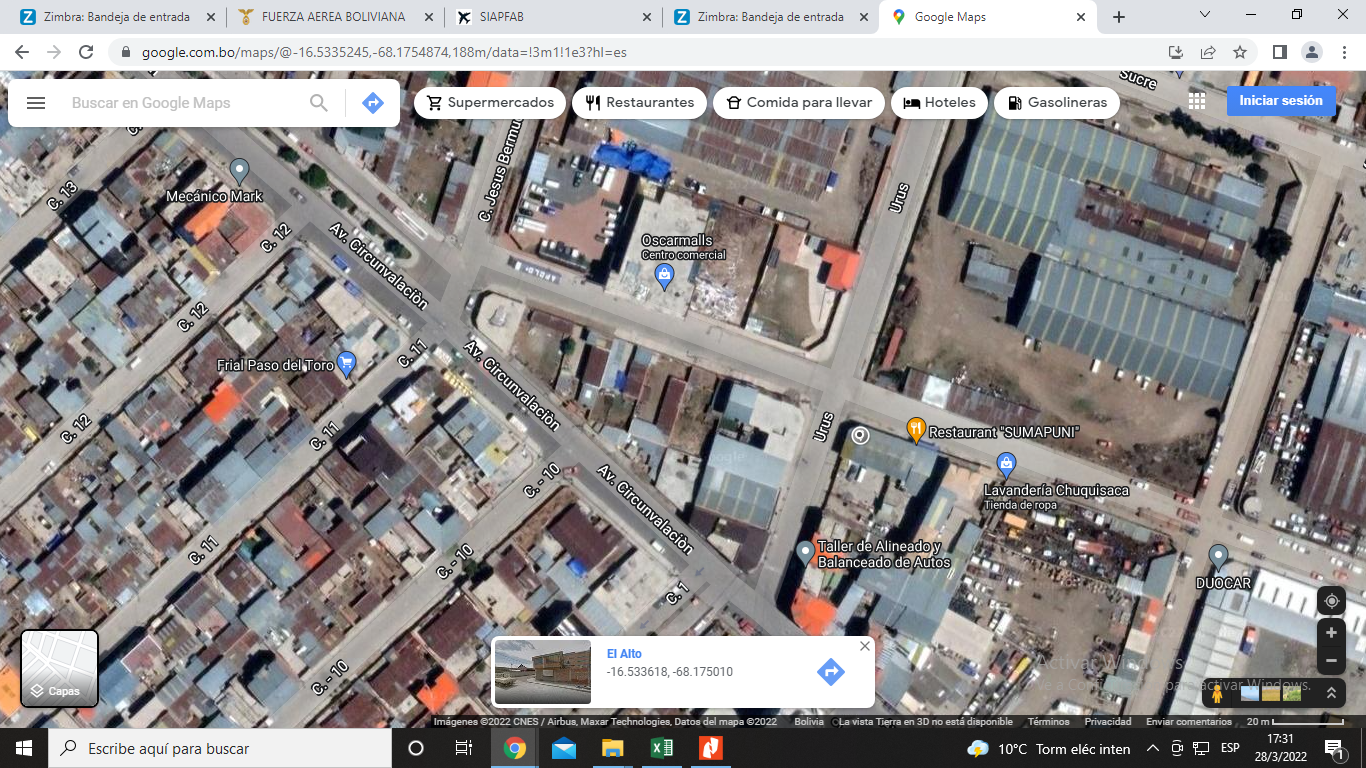 Zimbra: Bandeja de entrada
FUERZA AEREA BOLIVIANA
SIAPFAB
Zimbra: Bandeja de entrada
Google Maps
google.com.bo/maps/@-16.5335245,-68.1754874,188m/data=!3m1!1e3?hl=es
Buscar en Google Maps
Supermercados
Restaurantes
Comida para llevar
Hoteles
Gasolineras
Iniciar sesión
Sucre
C. 13
Mecánico Mark
C. 12
Av. Circunvalaciòn
C. Jesus Bermu
Urus
Oscarmalls
Centro comercial
C. 12
Frial Paso del Toro
C. 11
Av. Circunvalaciòn
C. 12
C. 11
Urus
Restaurant "SUMAPUNI"
Lavandería Chuquisaca
Tienda de ropa
C. - 10
Av. Circunvalaciòn
C. 11
C. - 10
Taller de Alineado y
Balanceado de Autos
DUOCAR
C. 1
C. - 10
Capas
El Alto
-16.533618, -68.175010
Activar Windows
para activar Windows.
Imágenes ©2022 CNES / Airbus, Maxar Technologies, Datos del mapa ©2022
Bolivia
La vista Tierra en 3D no está disponible
Términos
Privacidad
Enviar comentarios
20 m
Escribe aquí para buscar
10°C Torm eléc inten
ESP
17:31
28/3/2022
1